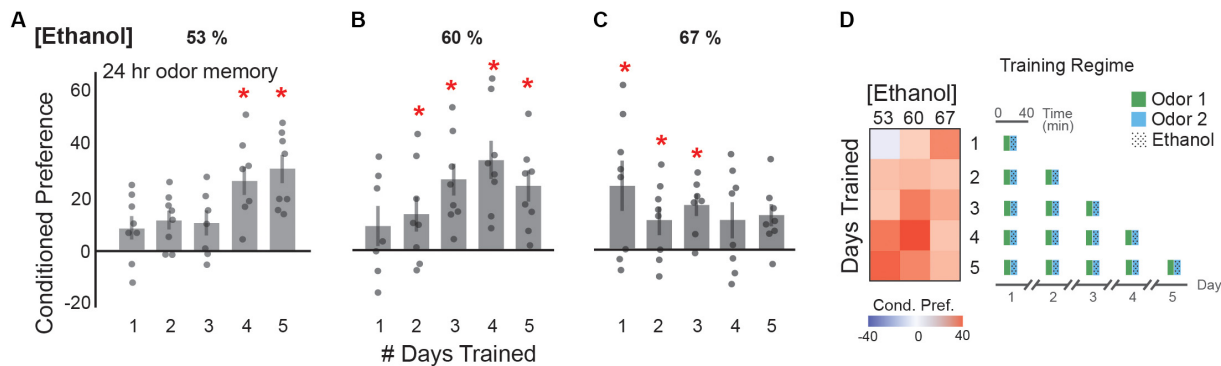 A
[Ethanol] 53 %
24 hr odor memory
Conditioned Preference
60
40
20
0
-20
* *
1 2 3 4 5
B
60 %
* * * *
1 2 3 4 5
# Days Trained
C
67 %
* * *
1 2 3 4 5
D
Training Regime
[Ethanol]
53 60 67
Days Trained
1
2
3
4
5
Cond. Pref.
-40 0 40
0 40 Time
(min)
Odor 1
Odor 2
Ethanol
1 2 3 4 5
Day